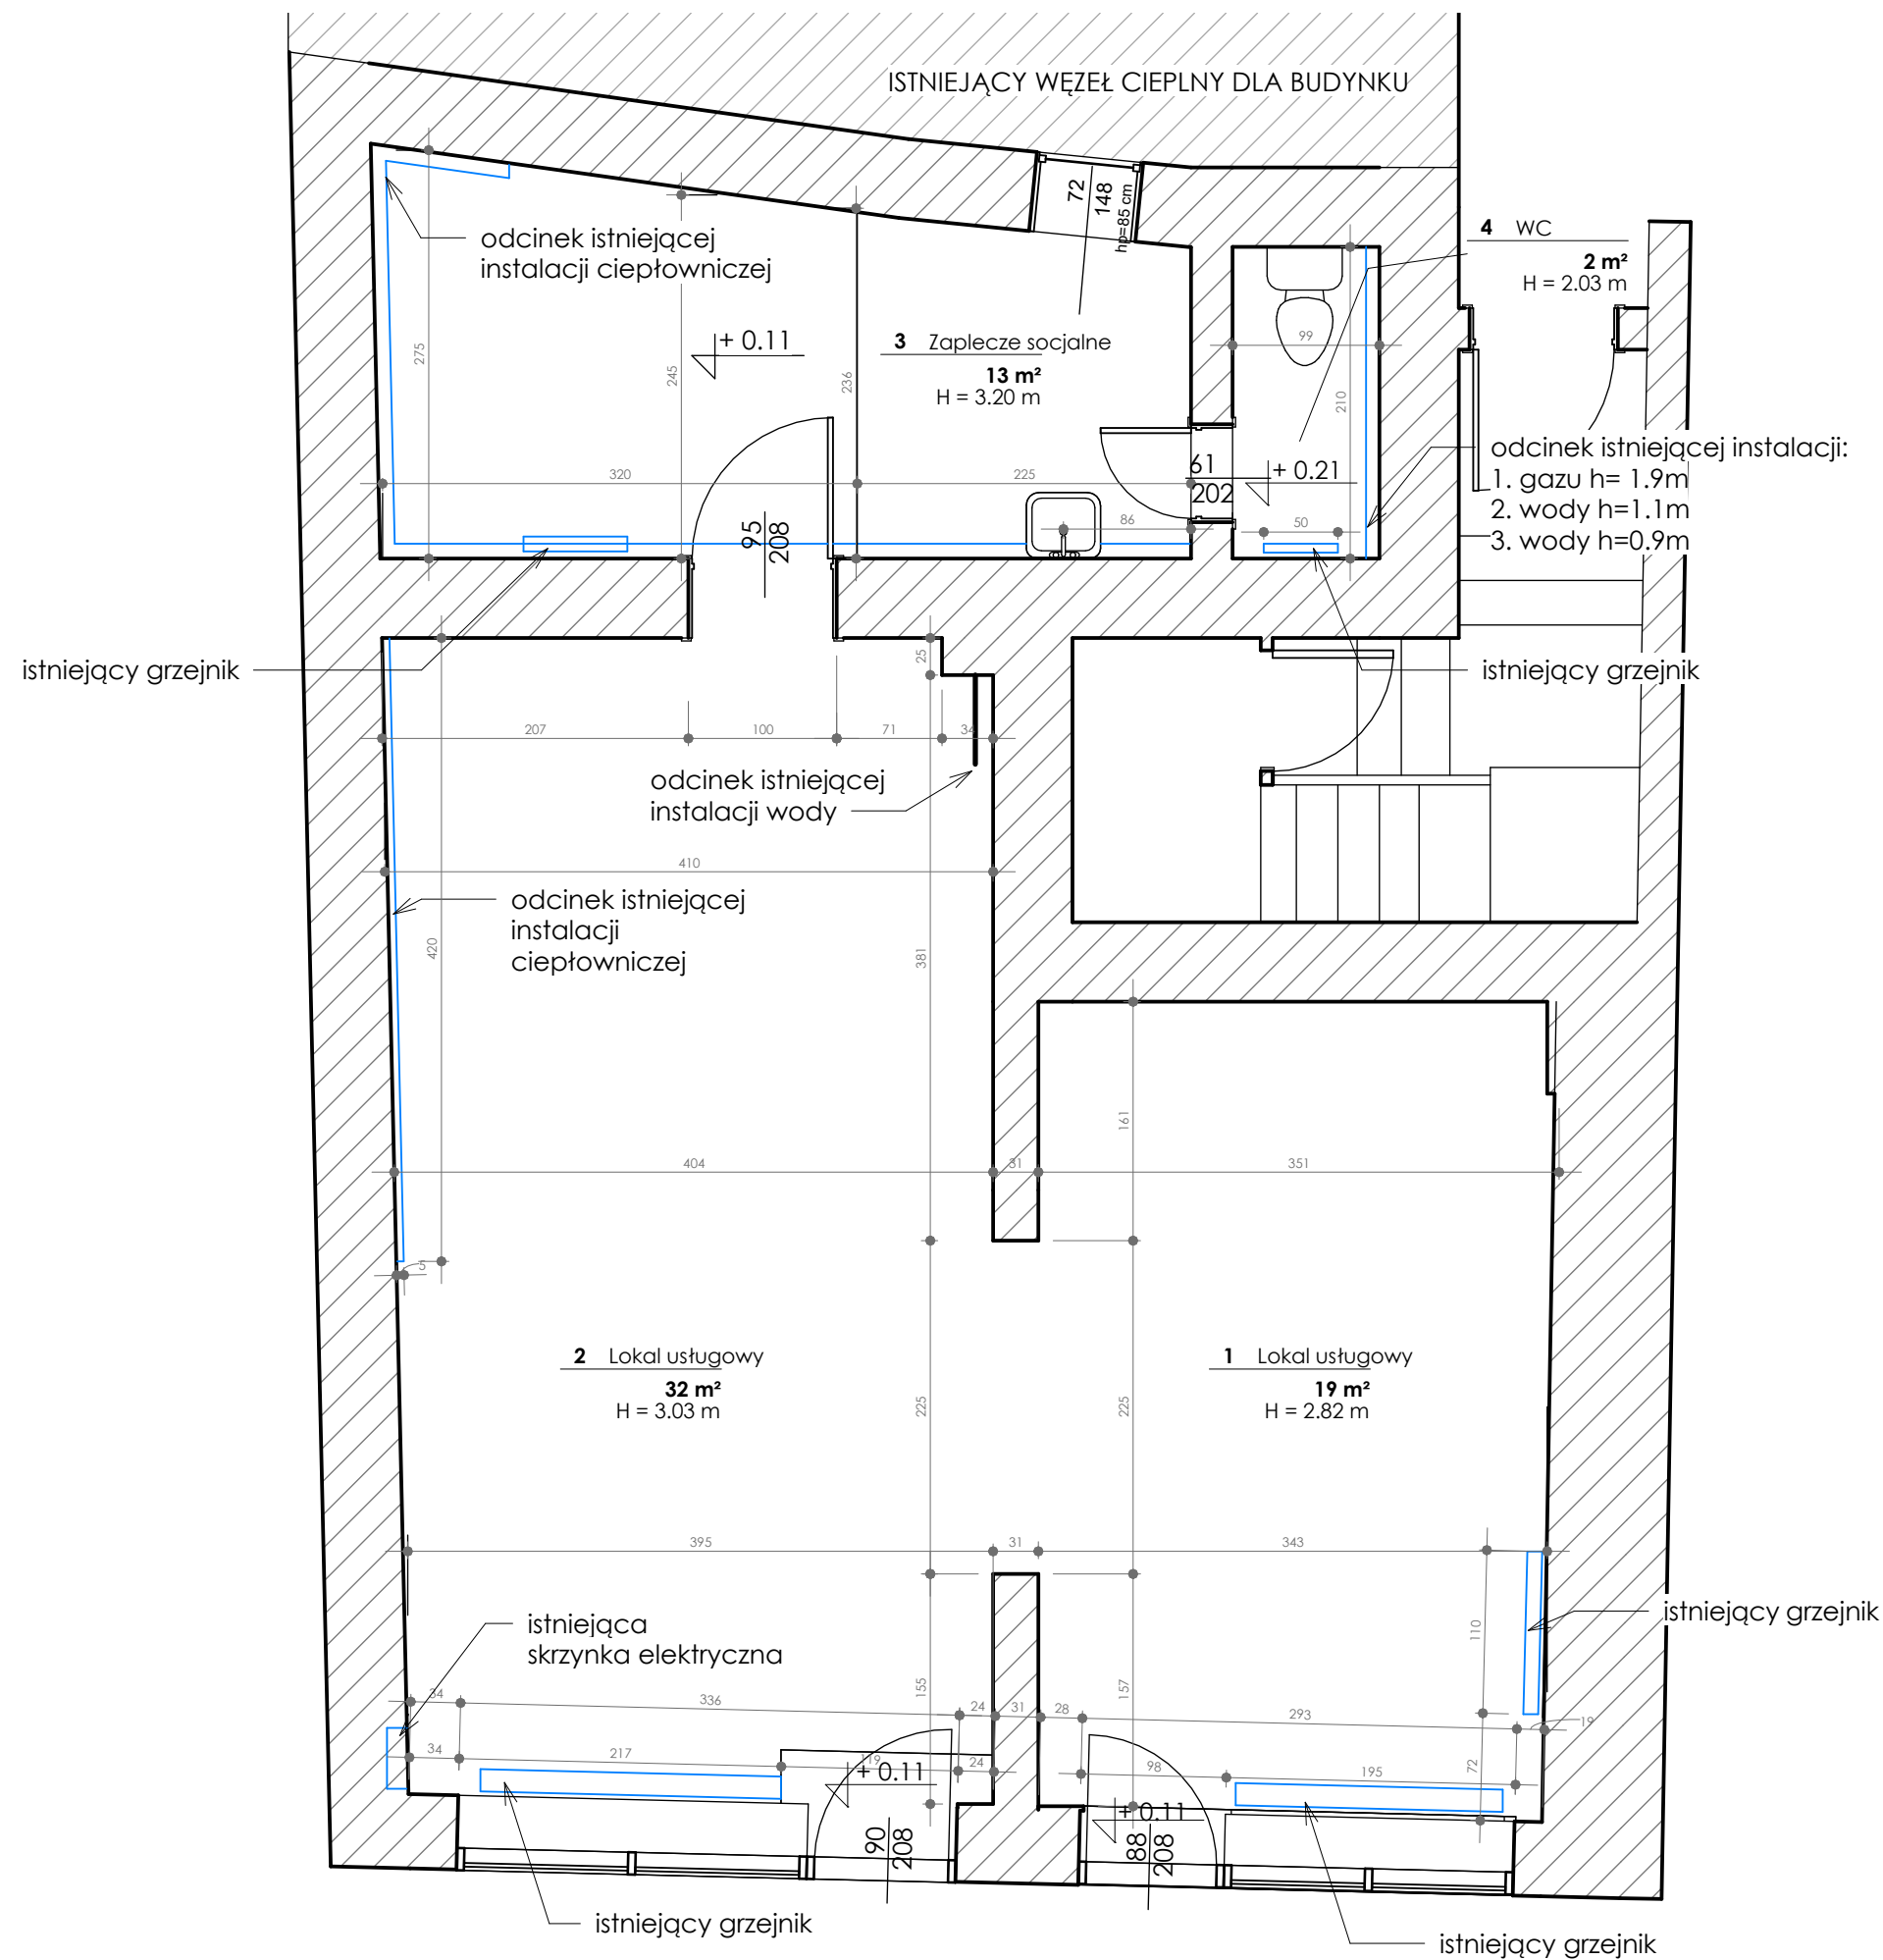 ISTNIEJĄCY WĘZEŁ CIEPLNY DLA BUDYNKU
72
148
hp=85 cm
4 WC
2 m²
H = 2.03 m
odcinek istniejącej
instalacji ciepłowniczej
275
245
236
+ 0.11
3 Zaplecze socjalne
13 m²
H = 3.20 m
99
210
odcinek istniejącej instalacji:
1. gazu h= 1.9m
2. wody h=1.1m
3. wody h=0.9m
320
225
61
202
+ 0.21
86
50
95
208
istniejący grzejnik
istniejący grzejnik
25
207
100
71
34
odcinek istniejącej
instalacji wody
410
odcinek istniejącej
instalacji
ciepłowniczej
420
381
161
404
31
351
5
2 Lokal usługowy
32 m²
H = 3.03 m
1 Lokal usługowy
19 m²
H = 2.82 m
225
225
395
31
343
istniejąca
skrzynka elektryczna
110
istniejący grzejnik
155
157
34
336
24
31
28
293
19
34
217
119
24
98
195
72
+ 0.11
+ 0.11
90
208
88
208
istniejący grzejnik
istniejący grzejnik